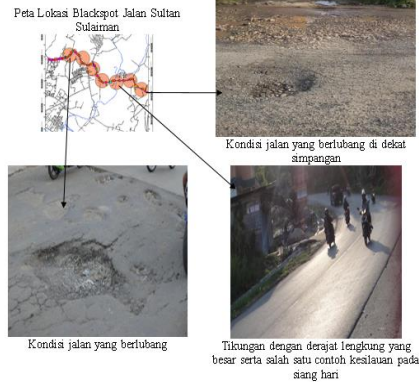 Peta Lokasi Blackspot Jalan Sultan
Sulaiman
Kondisi jalan yang berlubang di dekat
simpangan
Kondisi jalan yang berlubang
Tikungan dengan derajat lengkung yang
besar serta salah satu contoh kesilauan pada
siang hari